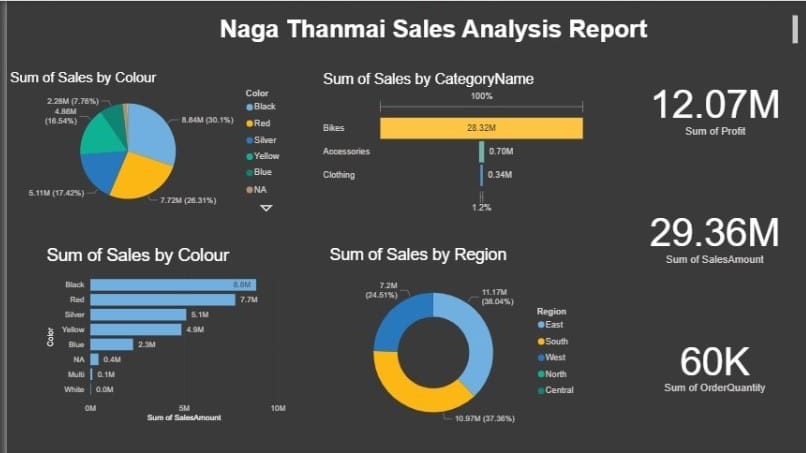 Naga Thanmai Sales Analysis Report
Sum of Sales by Colour
2.28M (7.76%)
4.86M
(16.54%)
8.84M (30.1%)
5.11M (17.42%)
7.72M (26.31%)
Color
Black
Red
Silver
Yellow
Blue
NA
Sum of Sales by CategoryName
100%
Bikes
28.32M
Accessories
0.70M
Clothing
0.34M
1.2%
12.07M
Sum of Profit
29.36M
Sum of SalesAmount
60K
Sum of OrderQuantity
Sum of Sales by Colour
Color
Black
8.8M
Red
7.7M
Silver
5.1M
Yellow
4.9M
Blue
2.3M
NA
0.4M
Multi
0.1M
White
0.0M
0M
5M
10M
Sum of SalesAmount
Sum of Sales by Region
7.2M
(24.51%)
11.17M
(38.04%)
10.97M (37.36%)
Region
East
South
West
North
Central